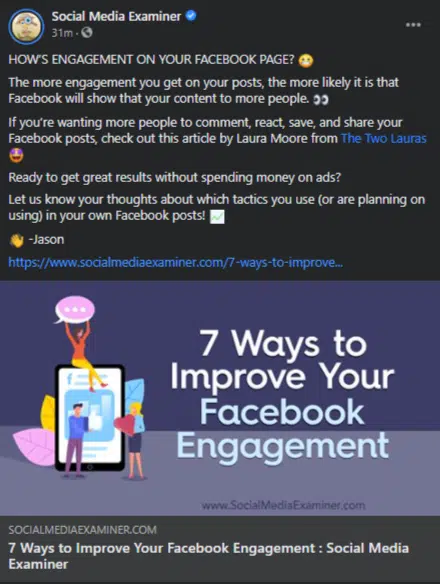 Social Media Examiner
31m ·
HOW'S ENGAGEMENT ON YOUR FACEBOOK PAGE? 😬
The more engagement you get on your posts, the more likely it is that
Facebook will show that your content to more people. 👀
If you're wanting more people to comment, react, save, and share your
Facebook posts, check out this article by Laura Moore from The Two Lauras
🤩
Ready to get great results without spending money on ads?
Let us know your thoughts about which tactics you use (or are planning on
using) in your own Facebook posts! 📈
👋 -Jason
https://www.socialmediaexaminer.com/7-ways-to-improve...
7 Ways to
Improve Your
Facebook
Engagement
www.SocialMediaExaminer.com
SOCIALMEDIAEXAMINER.COM
7 Ways to Improve Your Facebook Engagement : Social Media
Examiner